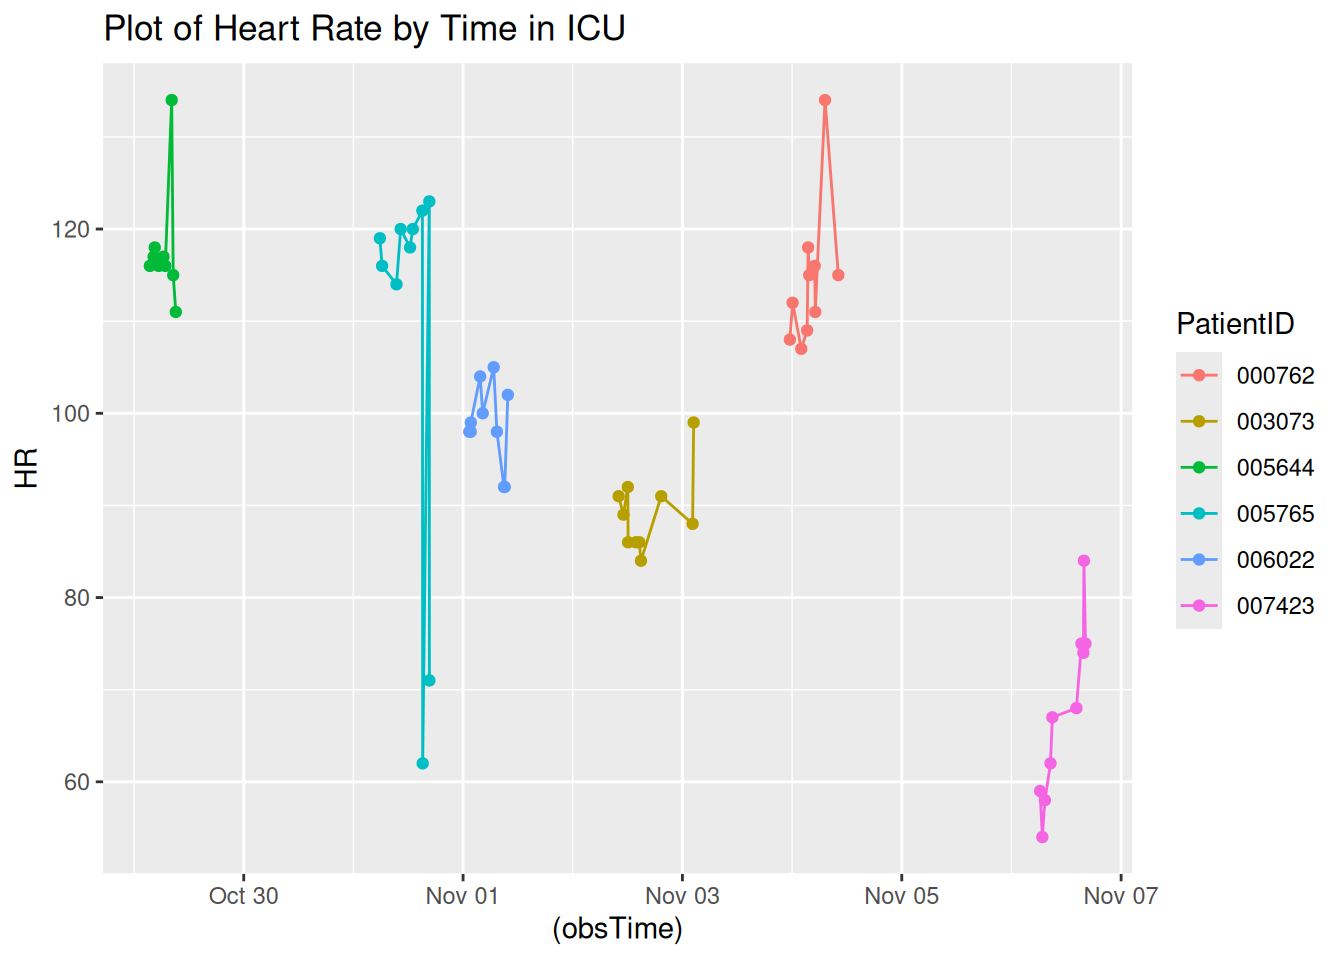 Plot of Heart Rate by Time in ICU
HR
120
100
80
60
Oct 30
Nov 01
Nov 03
Nov 05
Nov 07
(obsTime)
PatientID
000762
003073
005644
005765
006022
007423